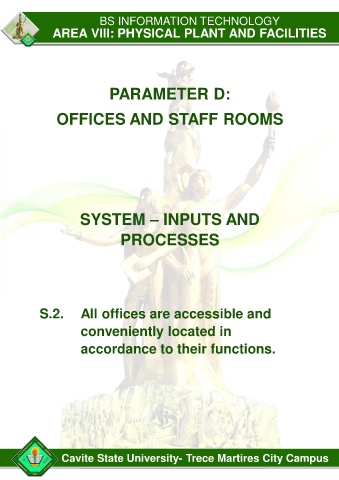 BS INFORMATION TECHNOLOGY
AREA VIII: PHYSICAL PLANT AND FACILITIES
PARAMETER D:
OFFICES AND STAFF ROOMS
SYSTEM – INPUTS AND
PROCESSES
S.2. All offices are accessible and
conveniently located in
accordance to their functions.
Cavite State University- Trece Martires City Campus